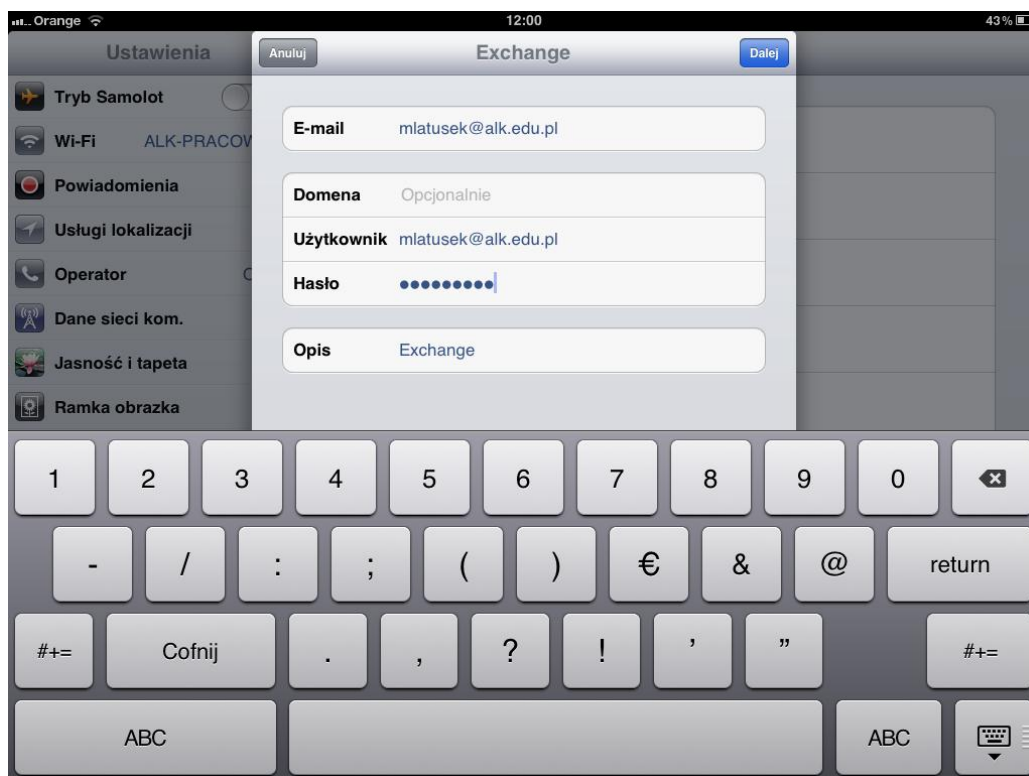 Orange 12:00 43%
Ustawienia
Anuluj Exchange Dalej
Tryb Samolot
Wi-Fi ALK-PRACOW
Powiadomienia
Usługi lokalizacji
Operator
Dane sieci kom.
Jasność i tapeta
Ramka obrazka
E-mail mlatusek@alk.edu.pl
Domena Opcjonalnie
Użytkownik mlatusek@alk.edu.pl
Hasło •••••••••
Opis Exchange
1 2 3 4 5 6 7 8 9 0
- / : ; ( ) € & @ return
#+= Cofnij . , ? ! ’ ” #+=
ABC ABC